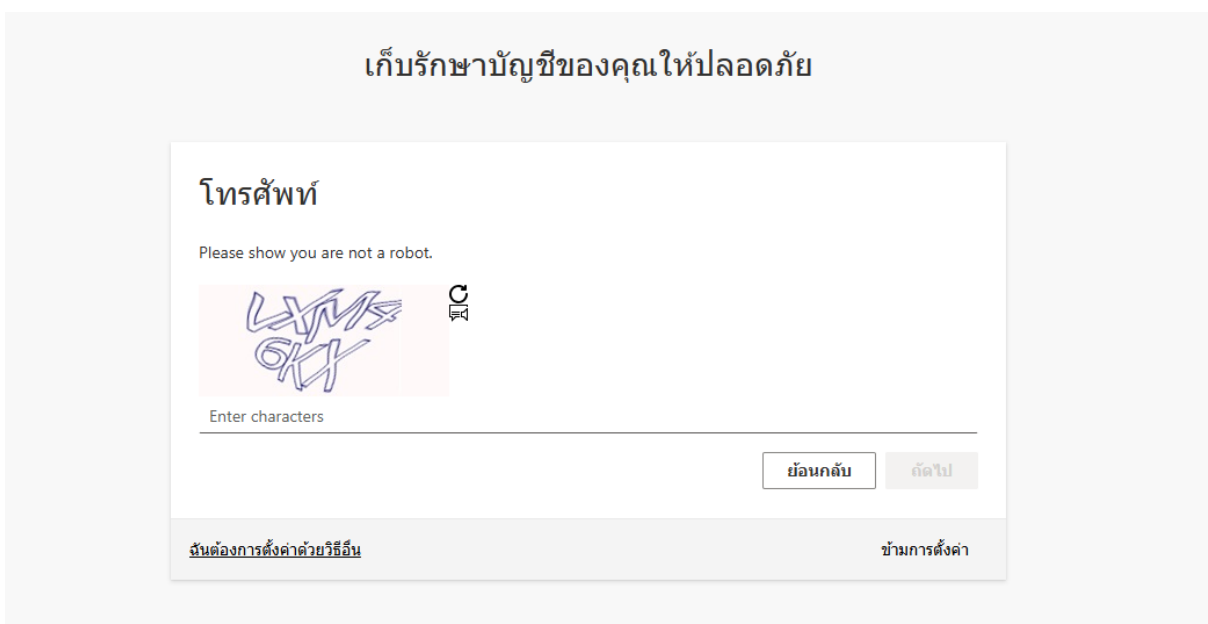 เก็บรักษาบัญชีของคุณให้ปลอดภัย
โทรศัพท์
Please show you are not a robot.
Enter characters
ย้อนกลับ
ถัดไป
ฉันต้องการตั้งค่าด้วยวิธีอื่น
ข้ามการตั้งค่า